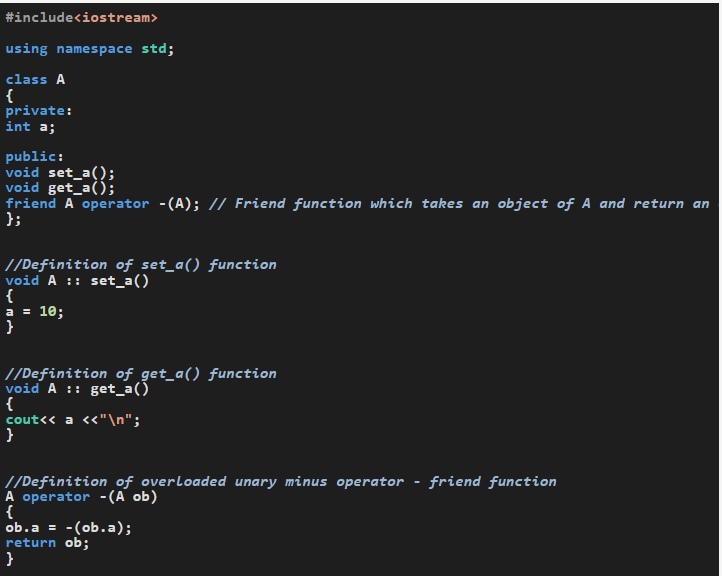 #include<iostream>
using namespace std;
class A
{
private:
int a;
public:
void set_a();
void get_a();
friend A operator -(A); // Friend function which takes an object of A and return an
};
//Definition of set_a() function
void A :: set_a()
{
a = 10;
}
//Definition of get_a() function
void A :: get_a()
{
cout<< a <<"\n";
}
//Definition of overloaded unary minus operator - friend function
A operator -(A ob)
{
ob.a = -(ob.a);
return ob;
}